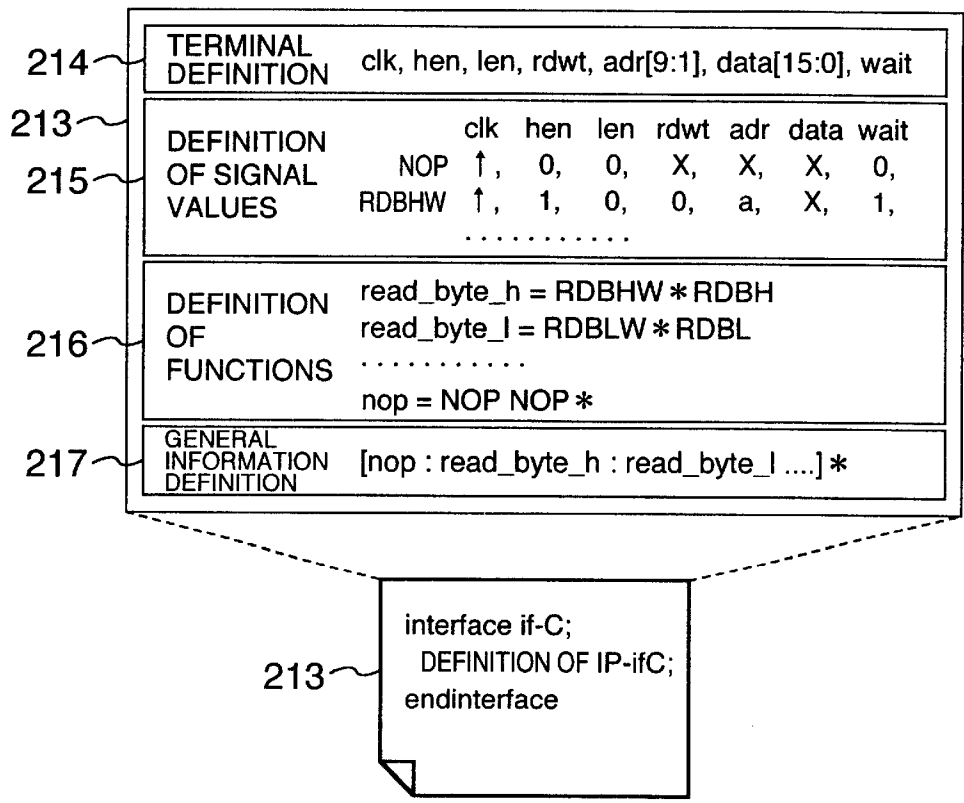 214
TERMINAL DEFINITION
clk, hen, len, rdwt, adr[9:1], data[15:0], wait
213
215
DEFINITION OF SIGNAL VALUES
clk hen len rdwt adr data wait
NOP ↑, 0, 0, X, X, X, 0,
RDBHW ↑, 1, 0, 0, a, X, 1,
...........
216
DEFINITION OF FUNCTIONS
read_byte_h = RDBHW * RDBH
read_byte_l = RDBLW * RDBL
...........
nop = NOP NOP *
217
GENERAL INFORMATION DEFINITION
[nop : read_byte_h : read_byte_l ....] *
213
interface if-C;
DEFINITION OF IP-ifC;
endinterface